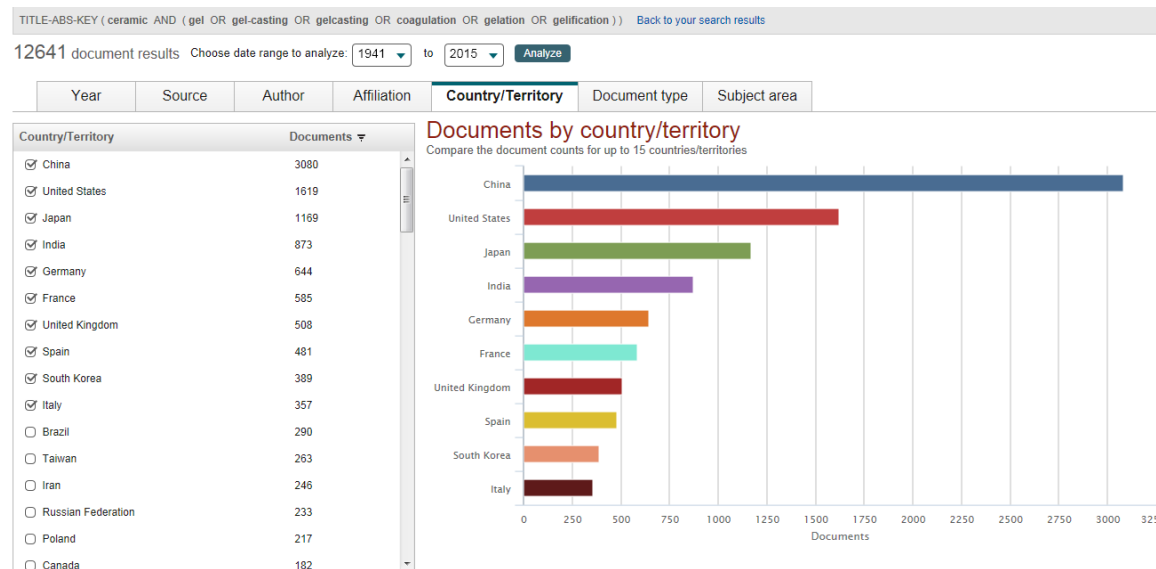 TITLE-ABS-KEY ( ceramic AND ( gel OR gel-casting OR gelcasting OR coagulation OR gelation OR gelification ) ) Back to your search results
12641 document results Choose date range to analyze: 1941 to 2015 Analyze
Year Source Author Affiliation Country/Territory Document type Subject area
Country/Territory Documents
China 3080
United States 1619
Japan 1169
India 873
Germany 644
France 585
United Kingdom 508
Spain 481
South Korea 389
Italy 357
Brazil 290
Taiwan 263
Iran 246
Russian Federation 233
Poland 217
Canada 182
Documents by country/territory
Compare the document counts for up to 15 countries/territories
China
United States
Japan
India
Germany
France
United Kingdom
Spain
South Korea
Italy
0 250 500 750 1000 1250 1500 1750 2000 2250 2500 2750 3000 325
Documents